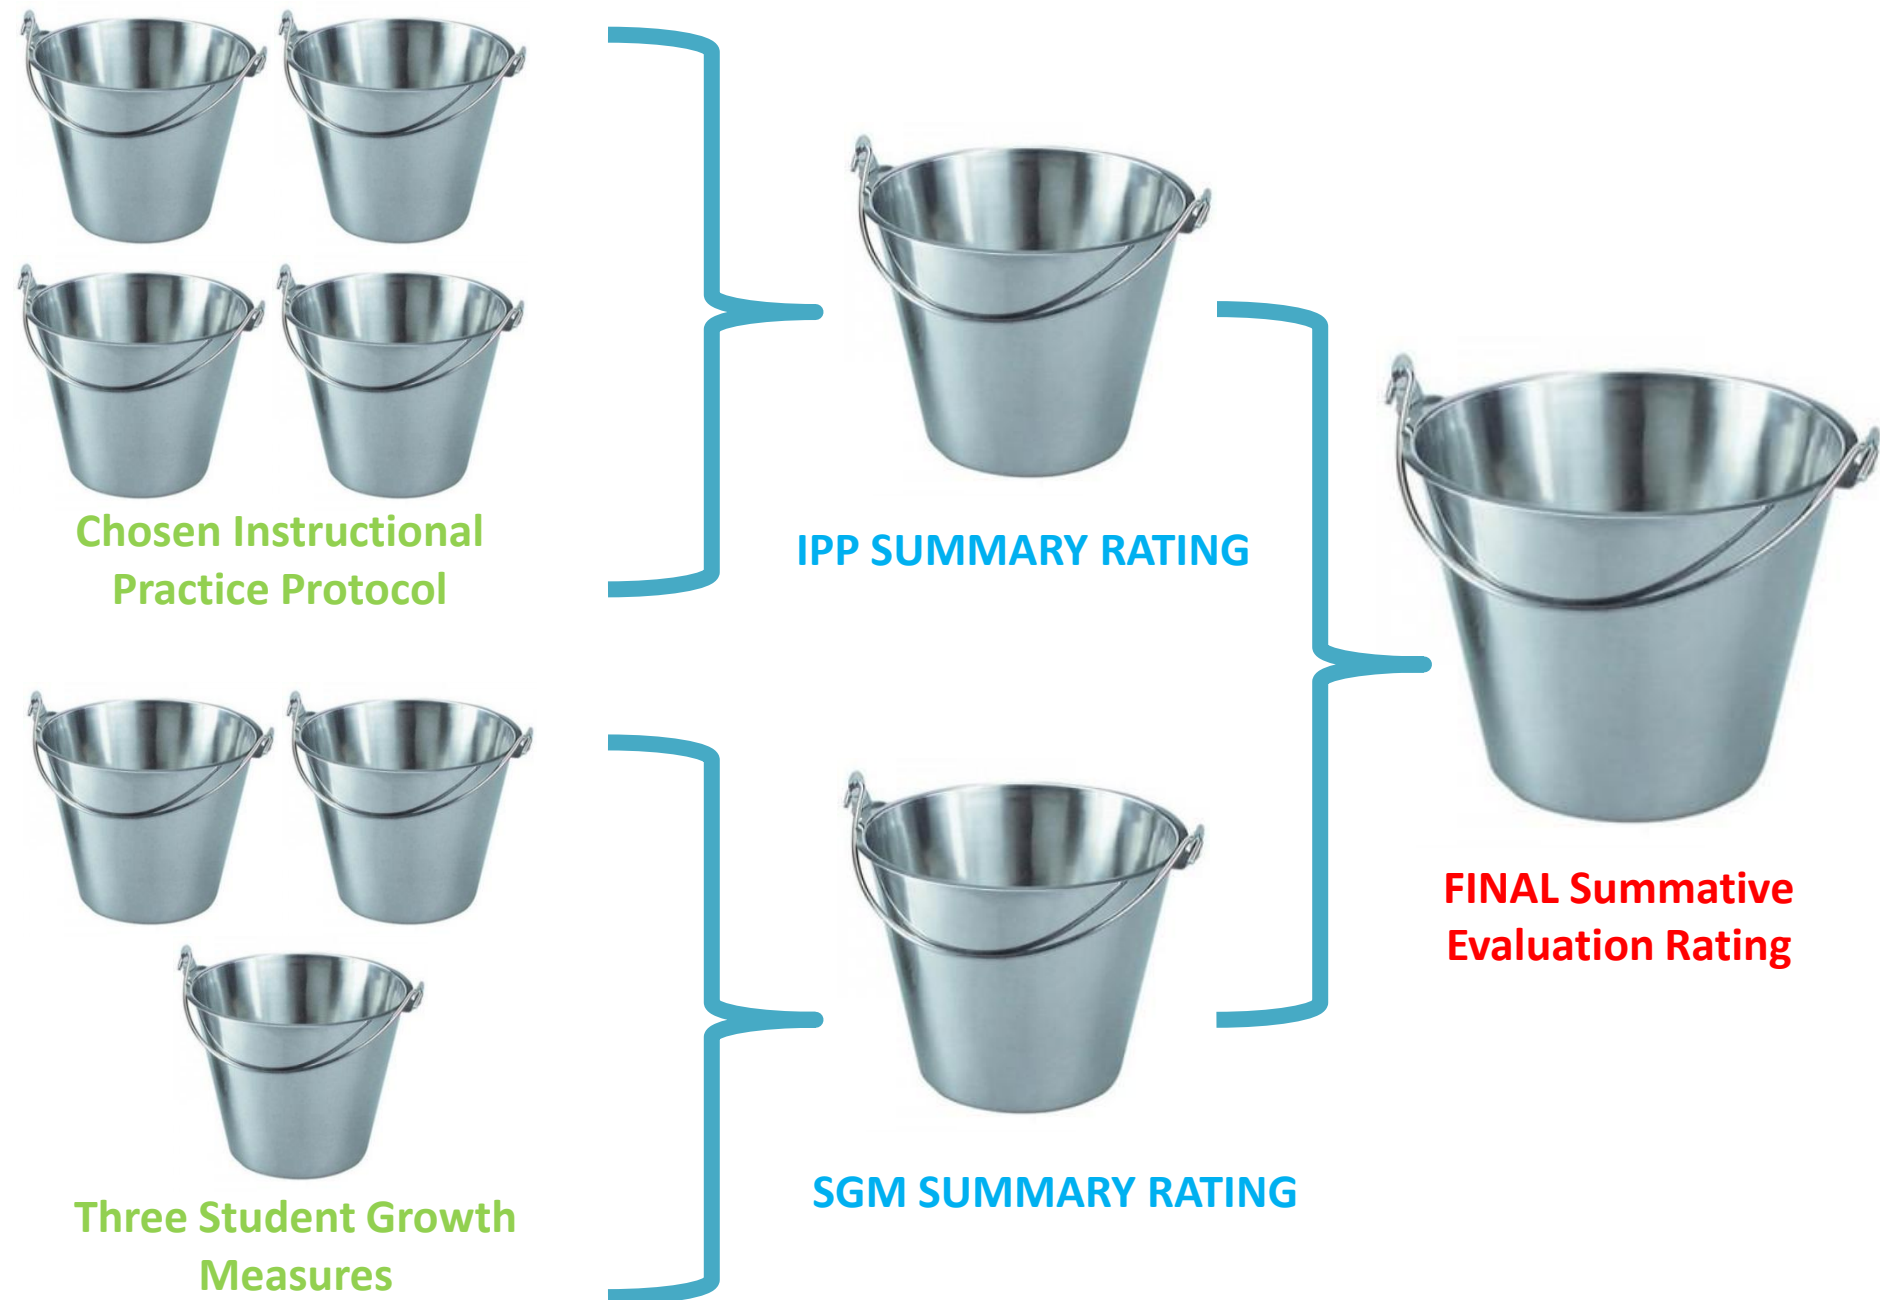 Chosen Instructional
Practice Protocol
IPP SUMMARY RATING
FINAL Summative
Evaluation Rating
Three Student Growth
Measures
SGM SUMMARY RATING